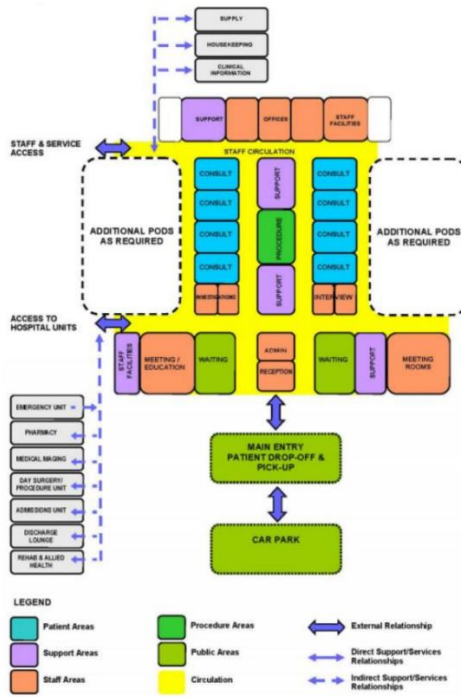 SUPPLY
HOUSEKEEPING
CLINICAL
INFORMATION
SUPPORT
OFFICES
STAFF
FACILITIES
STAFF & SERVICE
ACCESS
STAFF CIRCULATION
CONSULT
CONSULT
CONSULT
CONSULT
SUPPORT
PROCEDURE
SUPPORT
CONSULT
CONSULT
CONSULT
CONSULT
ADDITIONAL PODS
AS REQUIRED
ADDITIONAL PODS
AS REQUIRED
INVESTIGATIONS
INTERVIEW
ACCESS TO
HOSPITAL UNITS
STAFF
FACILITIES
MEETING /
EDUCATION
WAITING
ADMIN
RECEPTION
WAITING
SUPPORT
MEETING
ROOMS
EMERGENCY UNIT
PHARMACY
MEDICAL IMAGING
DAY SURGERY/
PROCEDURE UNIT
ADMISSIONS UNIT
DISCHARGE
LOUNGE
REHAB & ALLIED
HEALTH
MAIN ENTRY
PATIENT DROP-OFF &
PICK-UP
CAR PARK
LEGEND
Patient Areas
Support Areas
Staff Areas
Procedure Areas
Public Areas
Circulation
External Relationship
Direct Support/Services
Relationships
Indirect Support/Services
Relationships